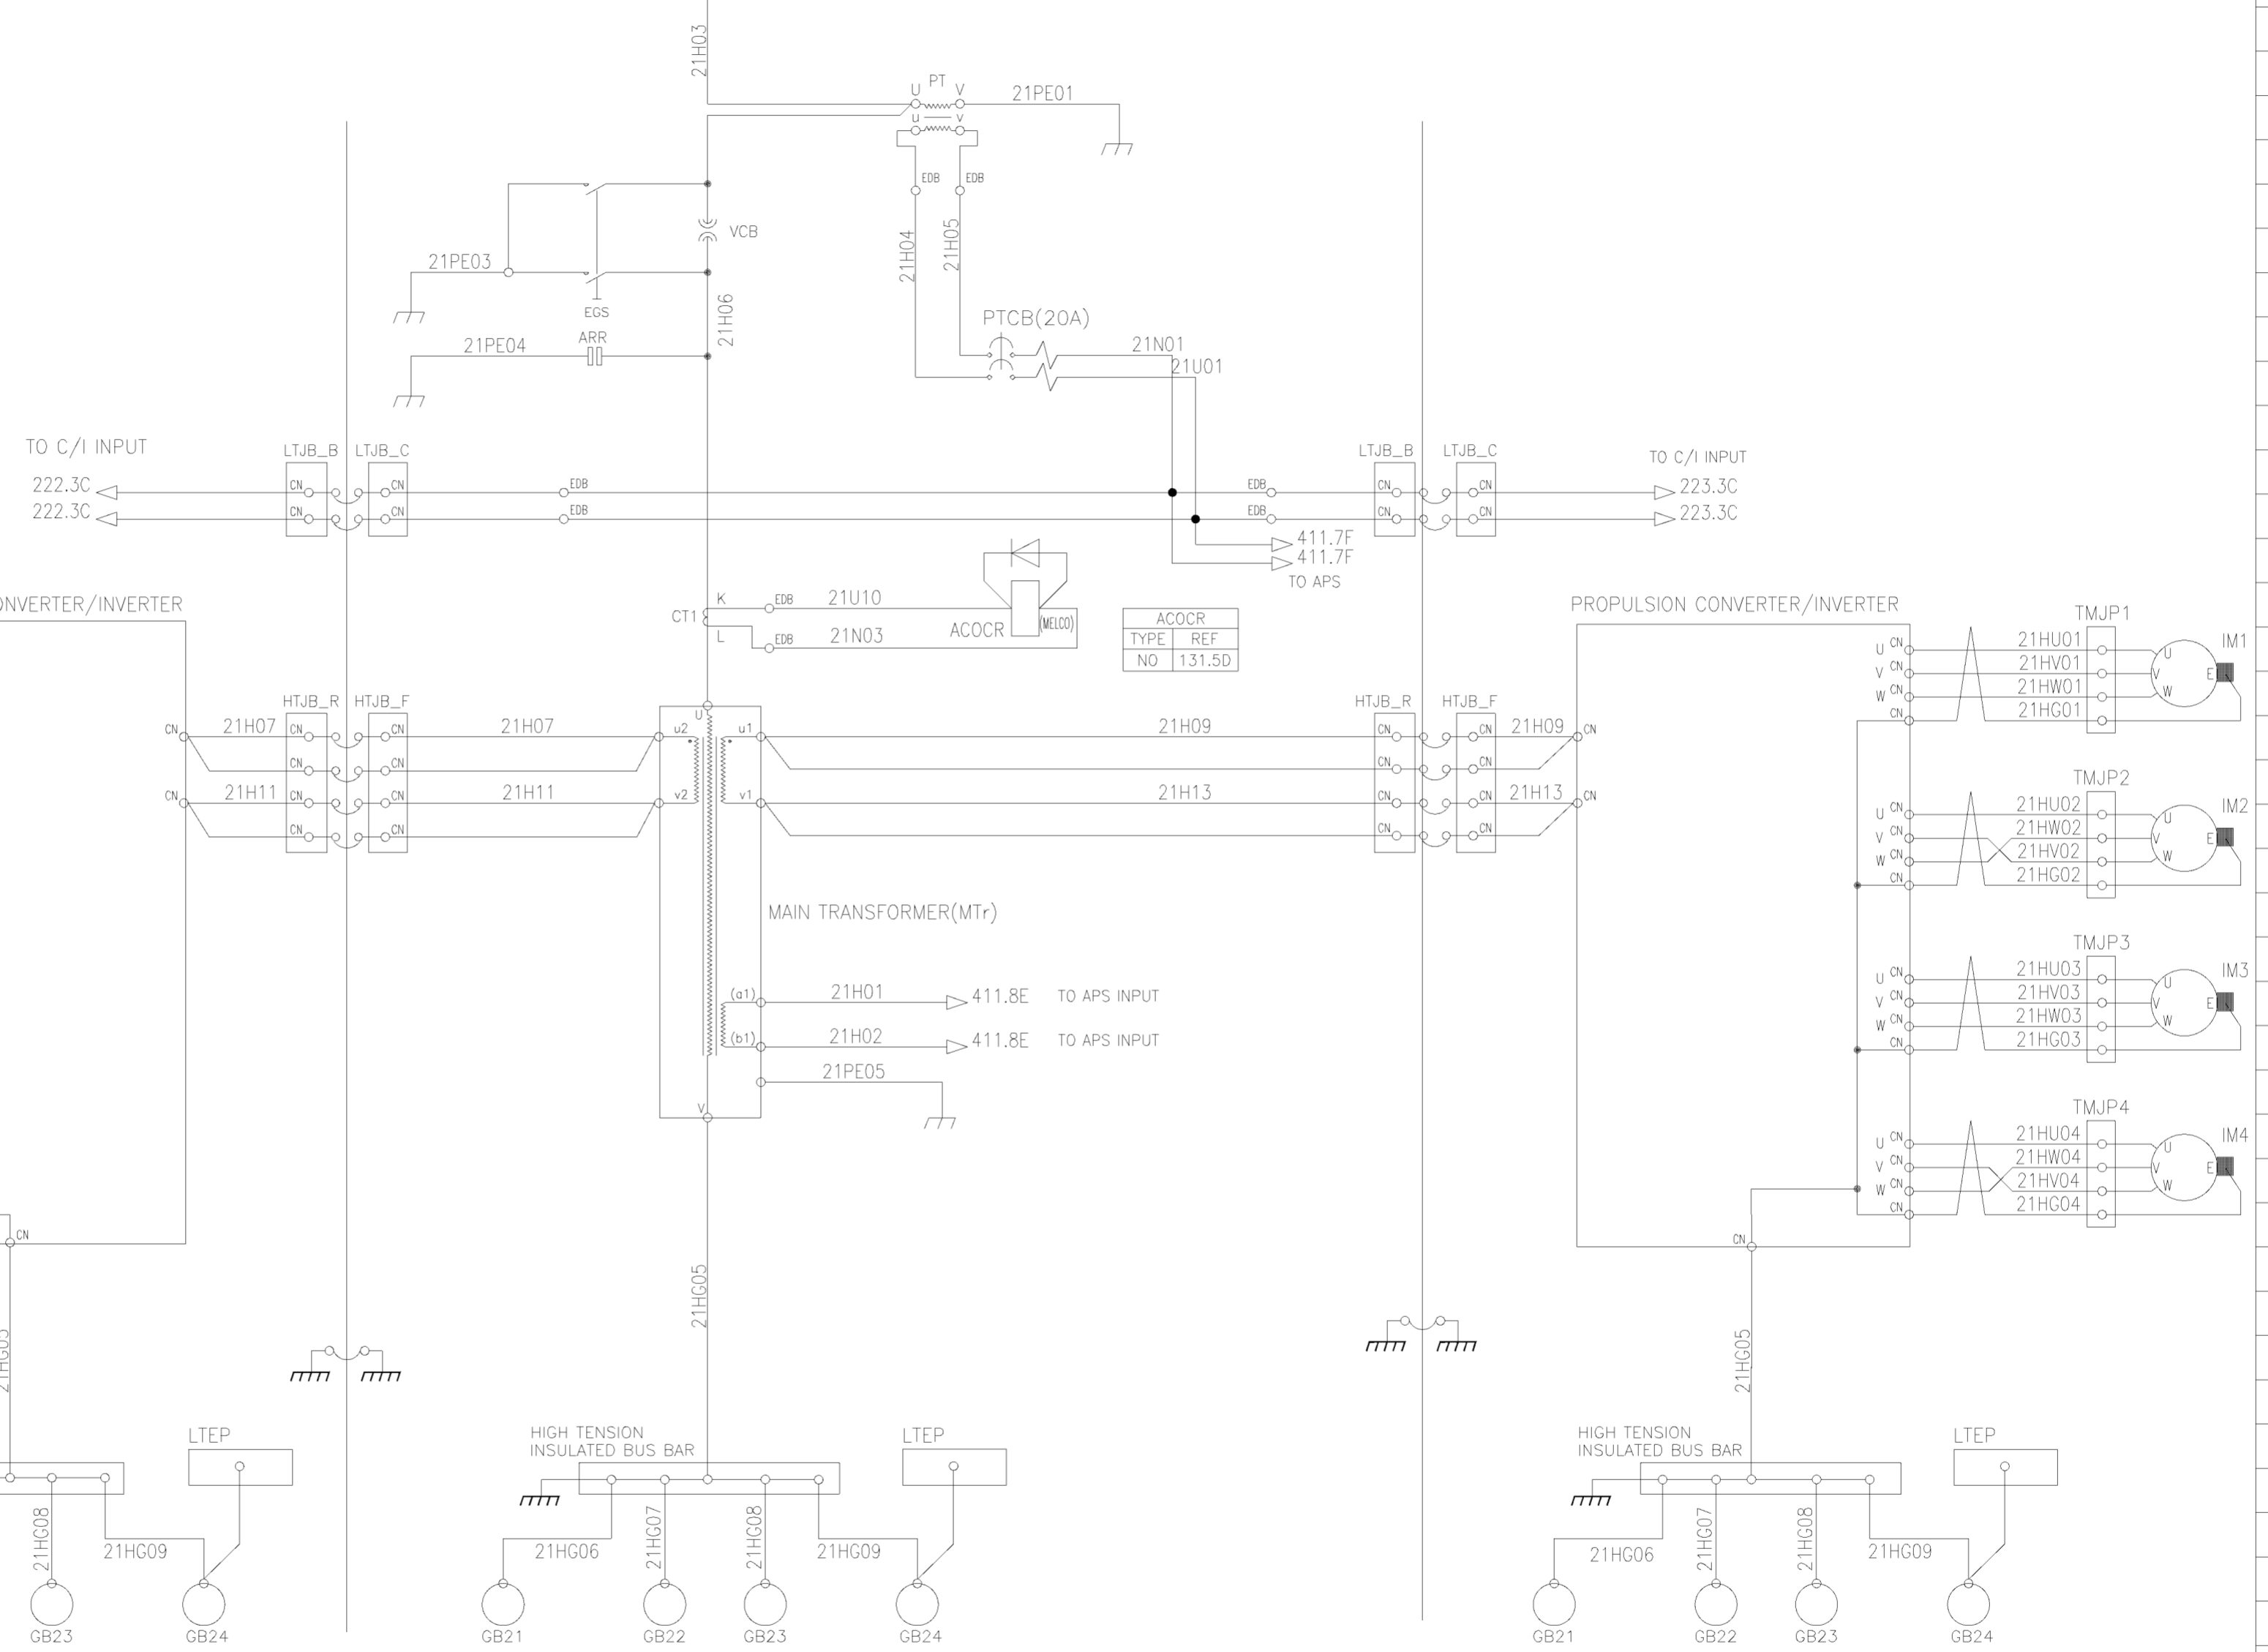 21H03
PT
U V
21PE01
u v
EDB EDB
21H04
21H05
VCB
21PE03
EGS
21H06
ARR
21PE04
PTCB(20A)
21N01
21U01
TO C/I INPUT
222.3C
222.3C
LTJB_B LTJB_C
CN CN
CN CN
EDB
EDB
EDB
EDB
LTJB_B LTJB_C
CN CN
CN CN
TO C/I INPUT
223.3C
223.3C
411.7F
411.7F
TO APS
CT1
K
L
EDB
EDB
21U10
21N03
ACOCR
(MELCO)
ACOCR
TYPE REF
NO 131.5D
ONVERTER/INVERTER
CN 21H07
CN 21H11
HTJB_R HTJB_F
CN CN
CN CN
CN CN
CN CN
21H07
21H11
U
u2 u1
v2 v1
21H09
21H13
HTJB_R HTJB_F
CN CN
CN CN
CN CN
CN CN
21H09
21H13
CN
CN
MAIN TRANSFORMER(MTr)
(a1) 21H01 411.8E TO APS INPUT
(b1) 21H02 411.8E TO APS INPUT
21PE05
V
PROPULSION CONVERTER/INVERTER
TMJP1
IM1
U CN 21HU01 U
V CN 21HV01 V E
W CN 21HW01 W
CN 21HG01
TMJP2
IM2
U CN 21HU02 U
V CN 21HW02 V E
W CN 21HV02 W
CN 21HG02
TMJP3
IM3
U CN 21HU03 U
V CN 21HV03 V E
W CN 21HW03 W
CN 21HG03
TMJP4
IM4
U CN 21HU04 U
V CN 21HW04 V E
W CN 21HV04 W
CN 21HG04
CN
CN
21HG05
21HG05
21HG05
LTEP
21HG08
21HG09
GB23 GB24
HIGH TENSION
INSULATED BUS BAR
LTEP
21HG06
21HG07
21HG08
21HG09
GB21 GB22 GB23 GB24
HIGH TENSION
INSULATED BUS BAR
LTEP
21HG06
21HG07
21HG08
21HG09
GB21 GB22 GB23 GB24